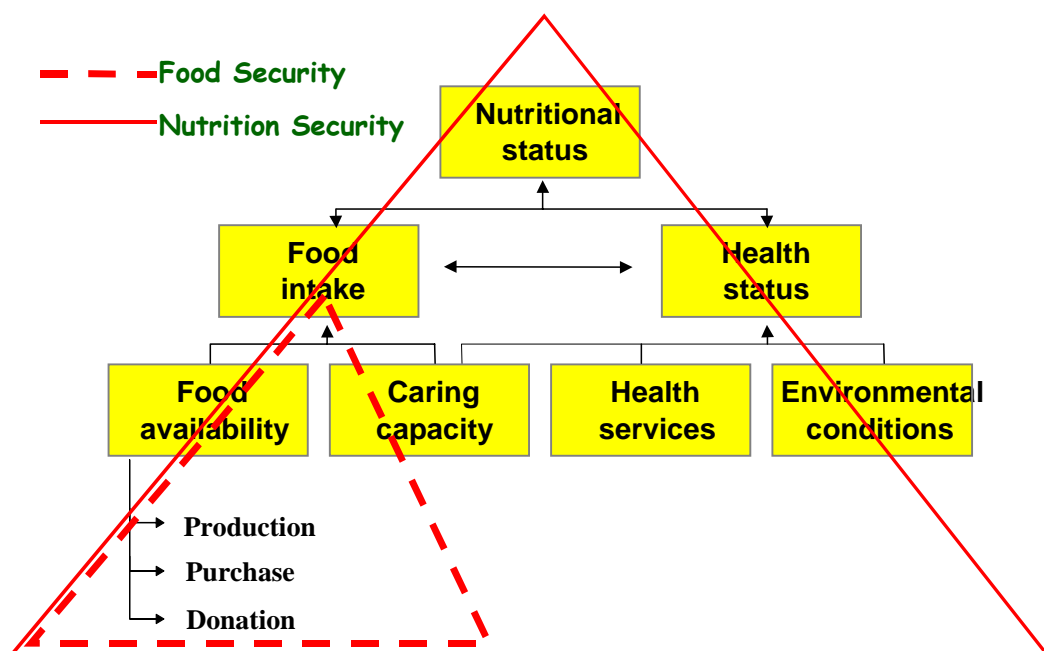 Food Security
Nutrition Security
Nutritional
status
Food
intake
Health
status
Food
availability
Caring
capacity
Health
services
Environmental
conditions
Production
Purchase
Donation